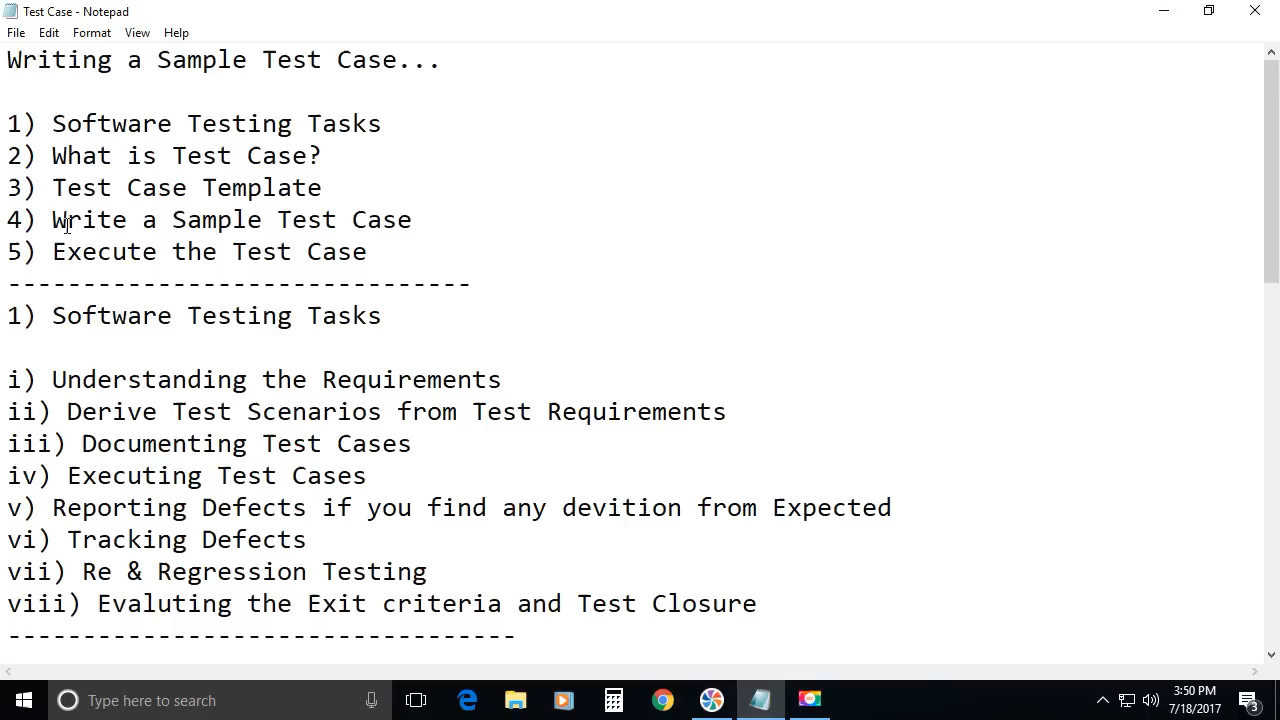 Test Case - Notepad
File Edit Format View Help
Writing a Sample Test Case...
1) Software Testing Tasks
2) What is Test Case?
3) Test Case Template
4) Write a Sample Test Case
5) Execute the Test Case
-------------------------------
1) Software Testing Tasks
i) Understanding the Requirements
ii) Derive Test Scenarios from Test Requirements
iii) Documenting Test Cases
iv) Executing Test Cases
v) Reporting Defects if you find any devition from Expected
vi) Tracking Defects
vii) Re & Regression Testing
viii) Evaluting the Exit criteria and Test Closure
----------------------------------
Type here to search
3:50 PM
7/18/2017
3